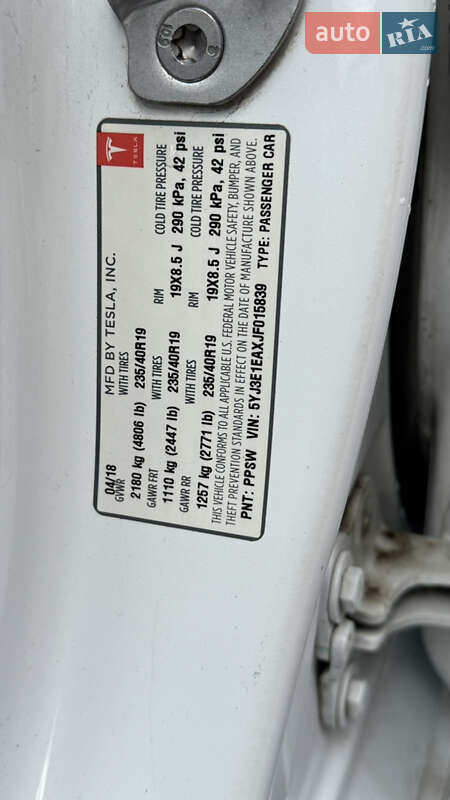 auto RIA .com
TESLA
MFD BY TESLA, INC.
04/18
GVWR WITH TIRES RIM COLD TIRE PRESSURE
2180 kg (4806 lb) 235/40R19 19X8.5 J 290 kPa, 42 psi
GAWR FRT WITH TIRES RIM COLD TIRE PRESSURE
1110 kg (2447 lb) 235/40R19 19X8.5 J 290 kPa, 42 psi
GAWR RR
1257 kg (2771 lb) 235/40R19
THIS VEHICLE CONFORMS TO ALL APPLICABLE U.S. FEDERAL MOTOR VEHICLE SAFETY, BUMPER, AND
THEFT PREVENTION STANDARDS IN EFFECT ON THE DATE OF MANUFACTURE SHOWN ABOVE.
PNT: PPSW VIN: 5YJ3E1EAXJF015839 TYPE: PASSENGER CAR